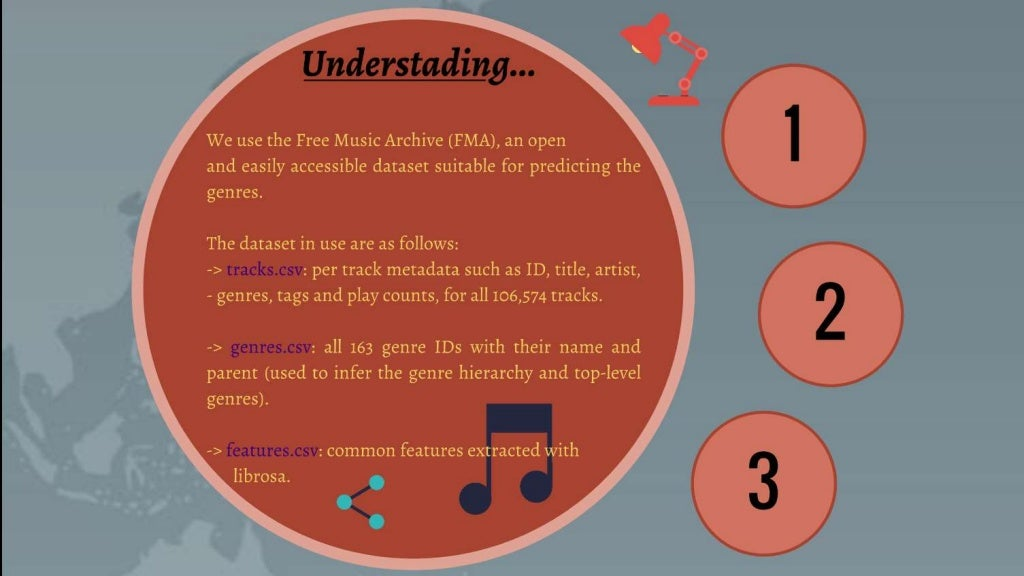 Understading...
We use the Free Music Archive (FMA), an open
and easily accessible dataset suitable for predicting the
genres.
The dataset in use are as follows:
-> tracks.csv: per track metadata such as ID, title, artist,
- genres, tags and play counts, for all 106,574 tracks.
-> genres.csv: all 163 genre IDs with their name and
parent (used to infer the genre hierarchy and top-level
genres).
-> features.csv: common features extracted with
librosa.
1
2
3